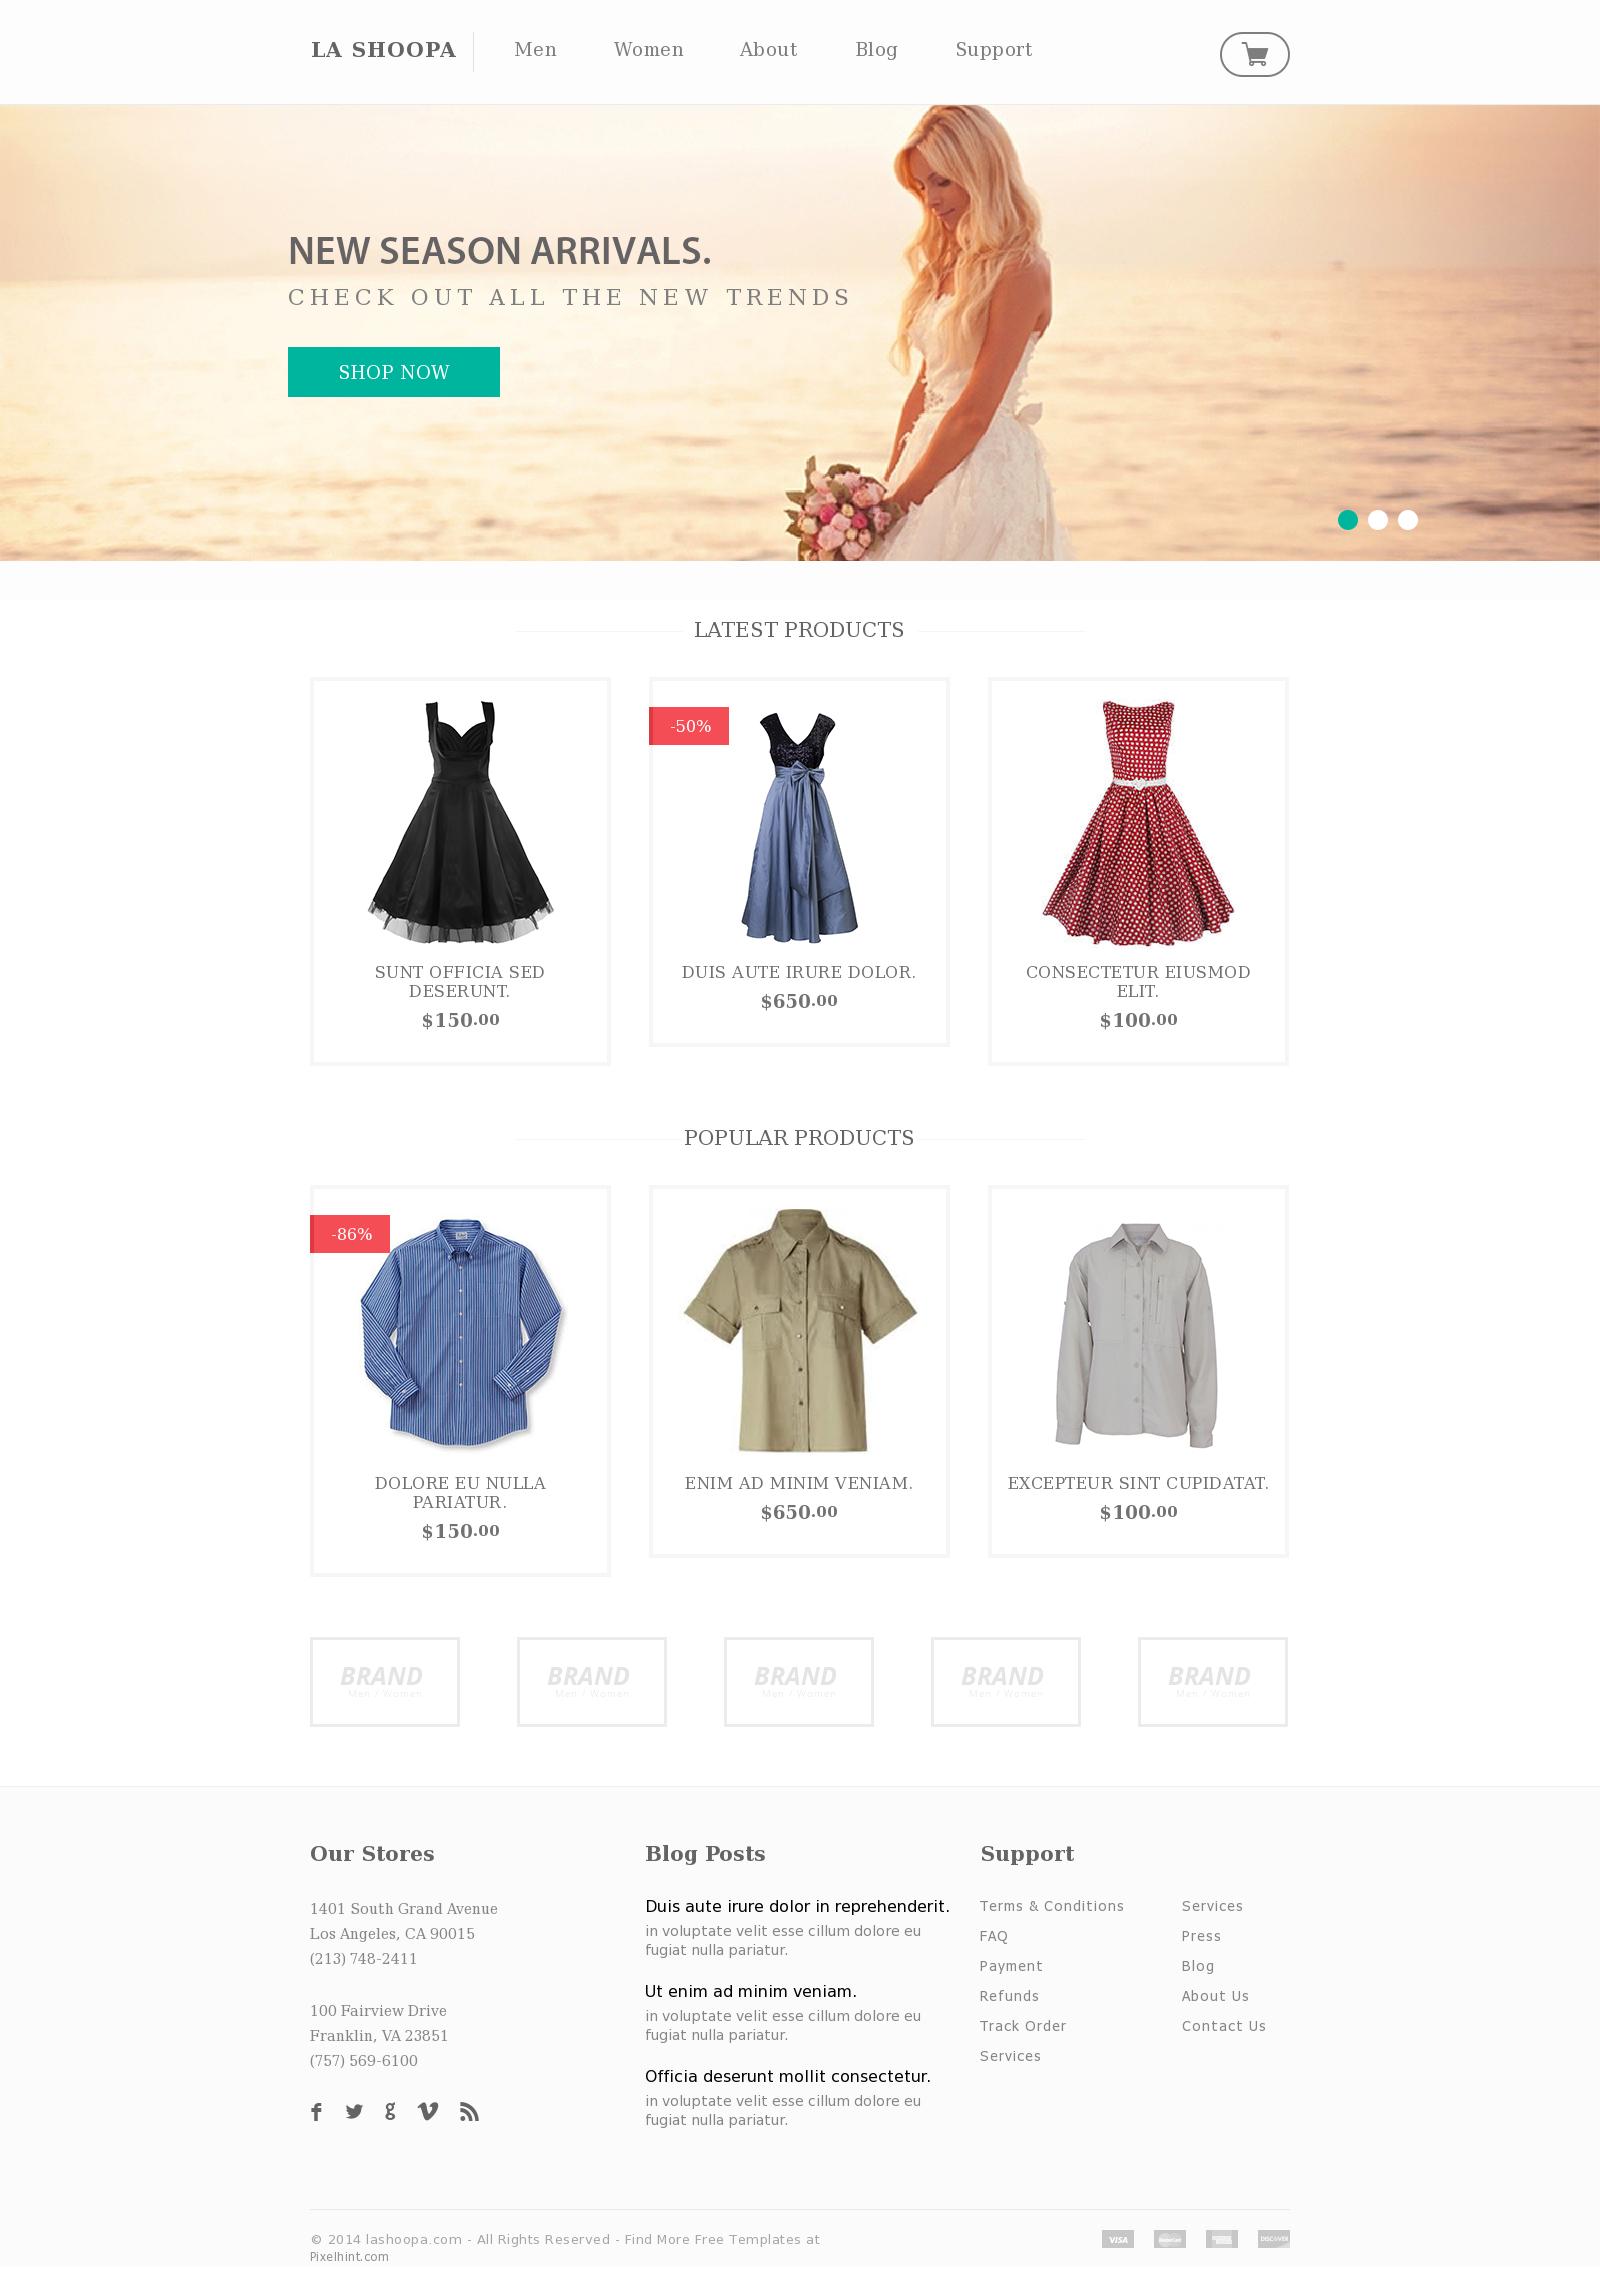 LA SHOOPA
Men
Women
About
Blog
Support
NEW SEASON ARRIVALS.
CHECK OUT ALL THE NEW TRENDS
SHOP NOW
LATEST PRODUCTS
-50%
SUNT OFFICIA SED
DESERUNT.
$150.00
DUIS AUTE IRURE DOLOR.
$650.00
CONSECTETUR EIUSMOD
ELIT.
$100.00
POPULAR PRODUCTS
-86%
DOLORE EU NULLA
PARIATUR.
$150.00
ENIM AD MINIM VENIAM.
$650.00
EXCEPTEUR SINT CUPIDATAT.
$100.00
BRAND
Men / Women
BRAND
Men / Women
BRAND
Men / Women
BRAND
Men / Women
BRAND
Men / Women
Our Stores
1401 South Grand Avenue
Los Angeles, CA 90015
(213) 748-2411
100 Fairview Drive
Franklin, VA 23851
(757) 569-6100
Blog Posts
Duis aute irure dolor in reprehenderit.
in voluptate velit esse cillum dolore eu
fugiat nulla pariatur.
Ut enim ad minim veniam.
in voluptate velit esse cillum dolore eu
fugiat nulla pariatur.
Officia deserunt mollit consectetur.
in voluptate velit esse cillum dolore eu
fugiat nulla pariatur.
Support
Terms & Conditions
FAQ
Payment
Refunds
Track Order
Services
Services
Press
Blog
About Us
Contact Us
© 2014 lashoopa.com - All Rights Reserved - Find More Free Templates at
Pixelhint.com
VISA
DISCOVER